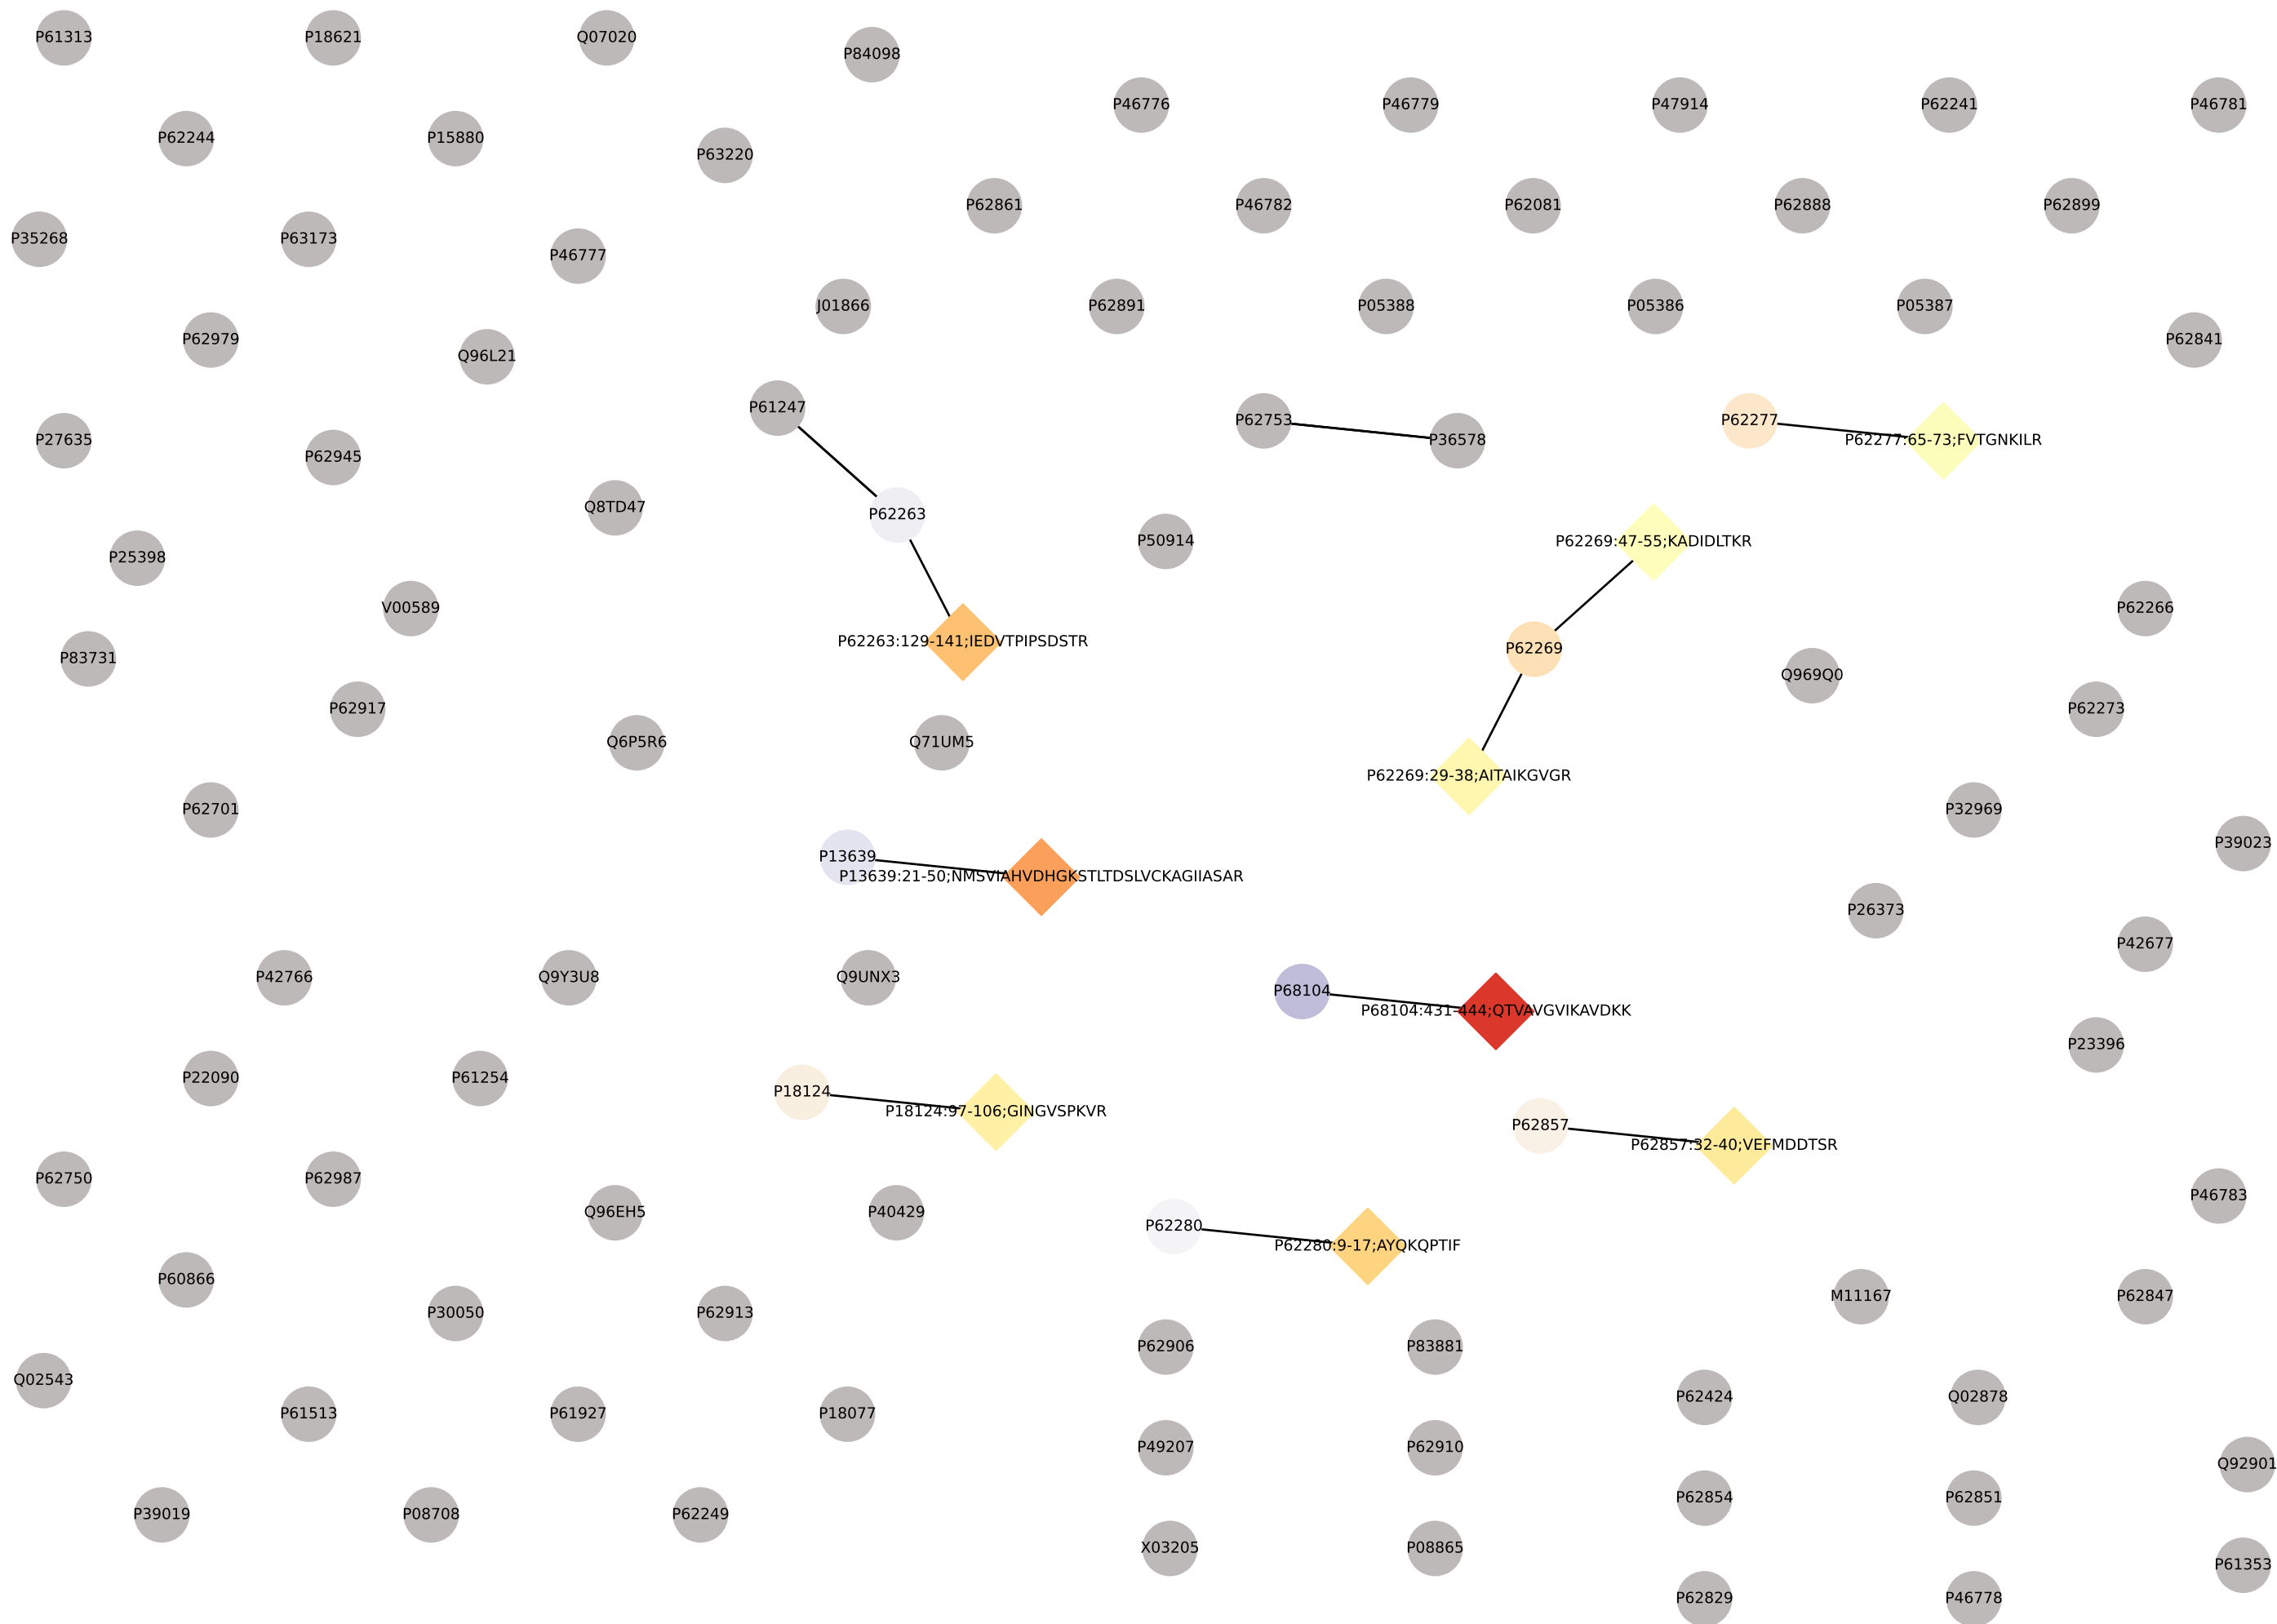 P61313
P18621
Q07020
P84098
P46776
P46779
P47914
P62241
P46781
P62244
P15880
P63220
P62861
P46782
P62081
P62888
P62899
P35268
P63173
P46777
J01866
P62891
P05388
P05386
P05387
P62979
Q96L21
P62841
P61247
P62753
P36578
P62277
P62277:65-73;FVTGNKILR
P27635
P62945
Q8TD47
P62263
P50914
P62269:47-55;KADIDLTKR
P25398
V00589
P62266
P83731
P62263:129-141;IEDVTPIPSDSTR
P62269
Q969Q0
P62917
Q6P5R6
Q71UM5
P62273
P62269:29-38;AITAIKGVGR
P62701
P32969
P39023
P13639
P13639:21-50;NMSVIAHVDHGKSTLTDSLVCKAGIIASAR
P26373
P42677
P42766
Q9Y3U8
Q9UNX3
P68104
P68104:431-444;QTVAVGVIKAVDKK
P23396
P22090
P61254
P18124
P18124:97-106;GINGVSPKVR
P62857
P62857:32-40;VEFMDDTSR
P62750
P62987
Q96EH5
P40429
P62280
P62280:9-17;AYQKQPTIF
P46783
P60866
P30050
P62913
M11167
P62847
P62906
P83881
Q02543
P61513
P61927
P18077
P62424
Q02878
P49207
P62910
Q92901
P39019
P08708
P62249
P62854
P62851
X03205
P08865
P61353
P62829
P46778